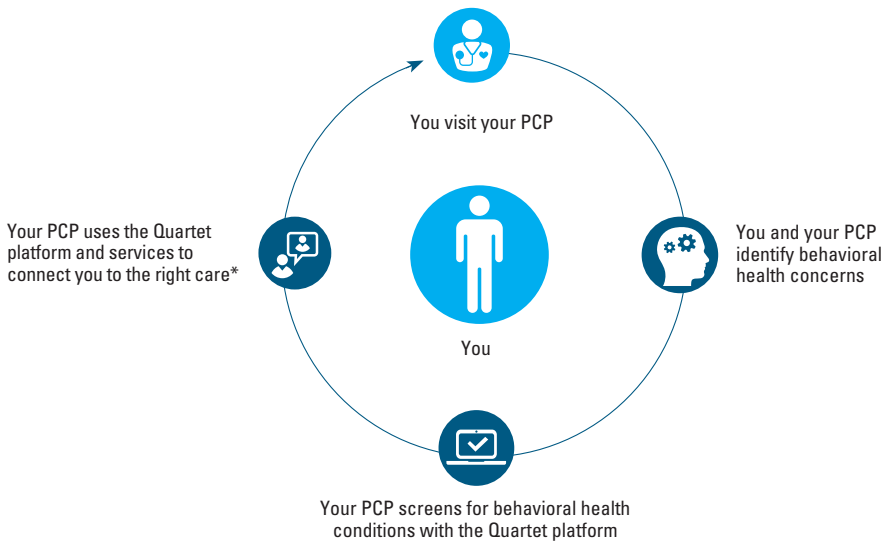 You visit your PCP
You and your PCP
identify behavioral
health concerns
Your PCP screens for behavioral health
conditions with the Quartet platform
Your PCP uses the Quartet
platform and services to
connect you to the right care*
You